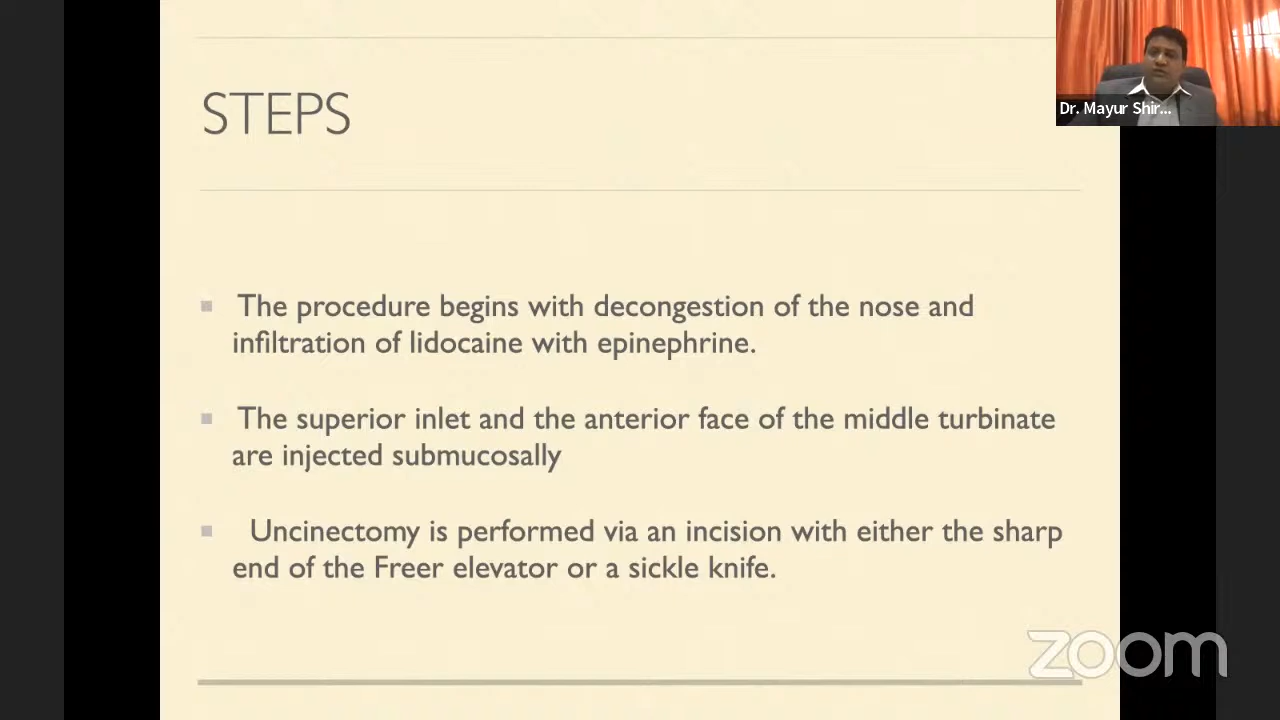 STEPS
Dr. Mayur Shir...
The procedure begins with decongestion of the nose and
infiltration of lidocaine with epinephrine.
The superior inlet and the anterior face of the middle turbinate
are injected submucosally
Uncinectomy is performed via an incision with either the sharp
end of the Freer elevator or a sickle knife.
zoom